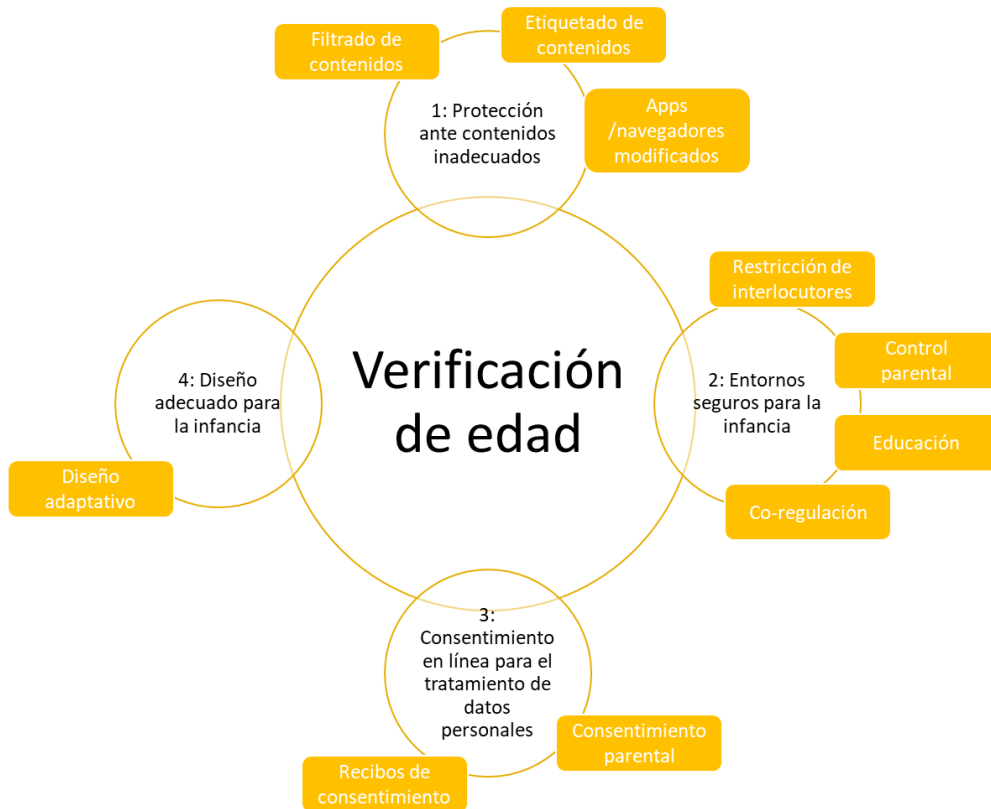 Filtrado de
contenidos
Etiquetado de
contenidos
1: Protección
ante contenidos
inadecuados
Apps
/navegadores
modificados
Restricción de
interlocutores
Control
parental
2: Entornos
seguros para la
infancia
Educación
Co-regulación
Verificación
de edad
4: Diseño
adecuado para
la infancia
Diseño
adaptativo
3:
Consentimiento
en línea para el
tratamiento de
datos
personales
Consentimiento
parental
Recibos de
consentimiento